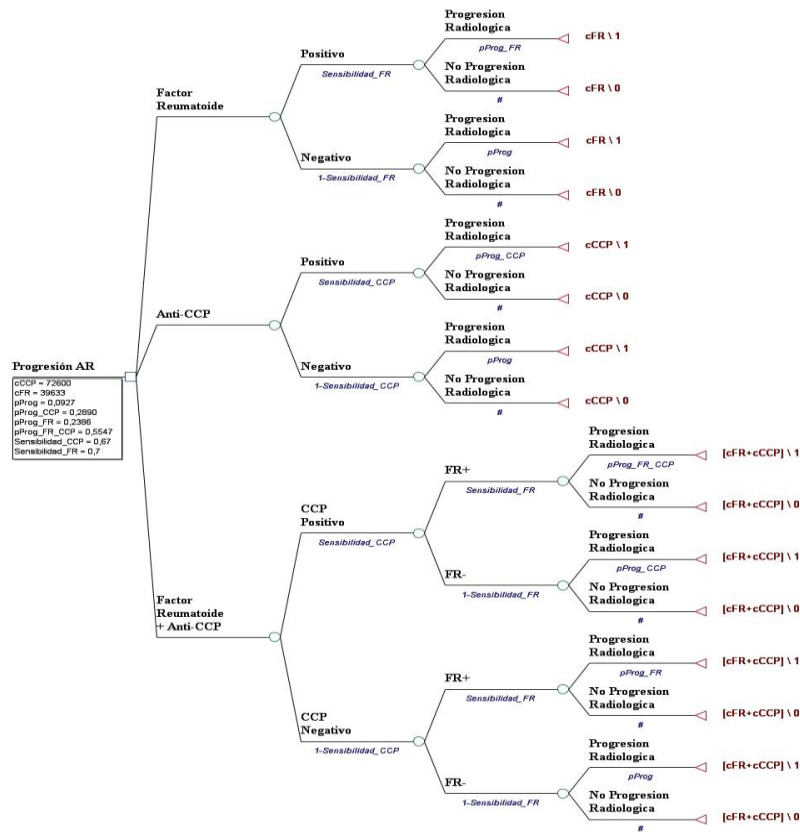 Progresion
Radiologica
pProg_FR
cFR \ 1
Positivo
Sensibilidad_FR
No Progresion
Radiologica
#
cFR \ 0
Factor
Reumatoide
Progresion
Radiologica
pProg
cFR \ 1
Negativo
1-Sensibilidad_FR
No Progresion
Radiologica
#
cFR \ 0
Progresion
Radiologica
pProg_CCP
cCCP \ 1
Positivo
Sensibilidad_CCP
No Progresion
Radiologica
#
cCCP \ 0
Anti-CCP
Progresion
Radiologica
pProg
cCCP \ 1
Negativo
1-Sensibilidad_CCP
No Progresion
Radiologica
#
cCCP \ 0
Progresión AR
cCCP = 72600
cFR = 39633
pProg = 0,0927
pProg_CCP = 0,2890
pProg_FR = 0,2386
pProg_FR_CCP = 0,5547
Sensibilidad_CCP = 0,67
Sensibilidad_FR = 0,7
Progresion
Radiologica
pProg_FR_CCP
[cFR+cCCP] \ 1
FR+
Sensibilidad_FR
No Progresion
Radiologica
#
[cFR+cCCP] \ 0
CCP
Positivo
Sensibilidad_CCP
Progresion
Radiologica
pProg_CCP
[cFR+cCCP] \ 1
FR-
1-Sensibilidad_FR
No Progresion
Radiologica
#
[cFR+cCCP] \ 0
Factor
Reumatoide
+ Anti-CCP
Progresion
Radiologica
pProg_FR
[cFR+cCCP] \ 1
FR+
Sensibilidad_FR
No Progresion
Radiologica
#
[cFR+cCCP] \ 0
CCP
Negativo
1-Sensibilidad_CCP
Progresion
Radiologica
pProg
[cFR+cCCP] \ 1
FR-
1-Sensibilidad_FR
No Progresion
Radiologica
#
[cFR+cCCP] \ 0